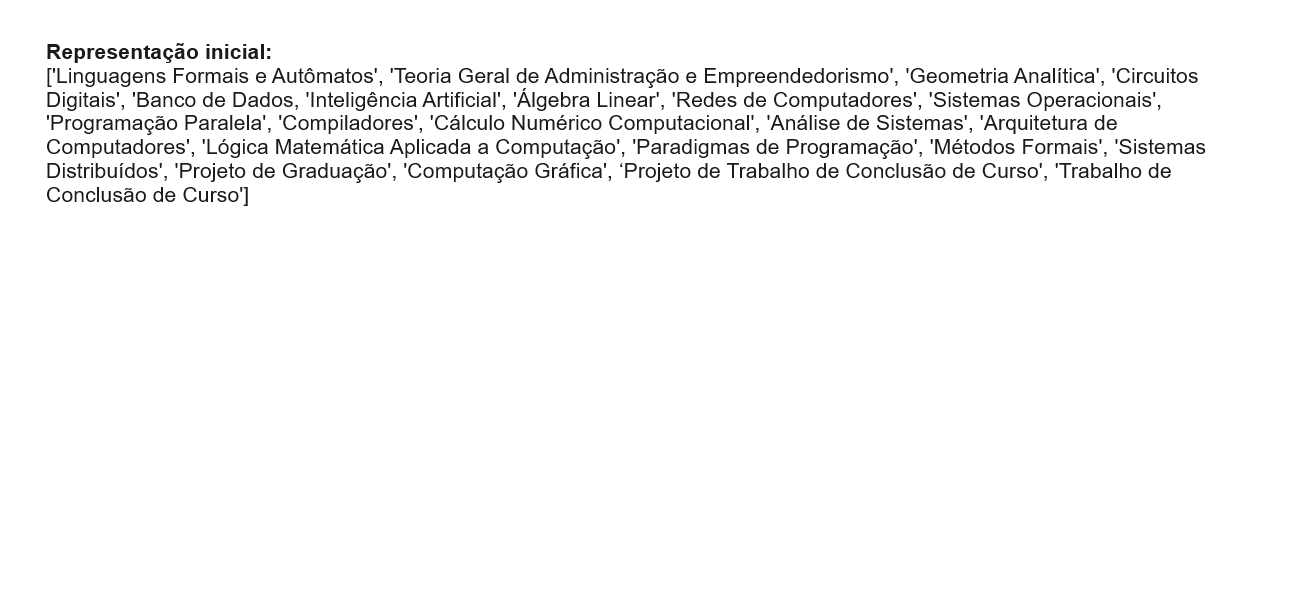 Representação inicial:
['Linguagens Formais e Autômatos', 'Teoria Geral de Administração e Empreendedorismo', 'Geometria Analítica', 'Circuitos
Digitais', 'Banco de Dados, 'Inteligência Artificial', 'Álgebra Linear', 'Redes de Computadores', 'Sistemas Operacionais',
'Programação Paralela', 'Compiladores', 'Cálculo Numérico Computacional', 'Análise de Sistemas', 'Arquitetura de
Computadores', 'Lógica Matemática Aplicada a Computação', 'Paradigmas de Programação', 'Métodos Formais', 'Sistemas
Distribuídos', 'Projeto de Graduação', 'Computação Gráfica', ‘Projeto de Trabalho de Conclusão de Curso', 'Trabalho de
Conclusão de Curso']